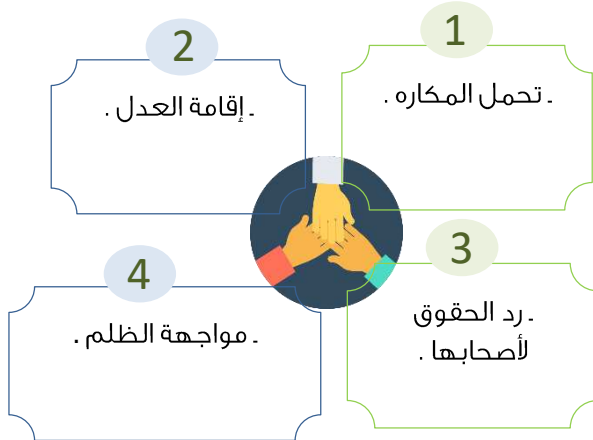 1
ـ تحمل المكاره .
2
ـ إقامة العدل .
3
ـ رد الحقوق
لأصحابها .
4
ـ مواجهة الظلم .